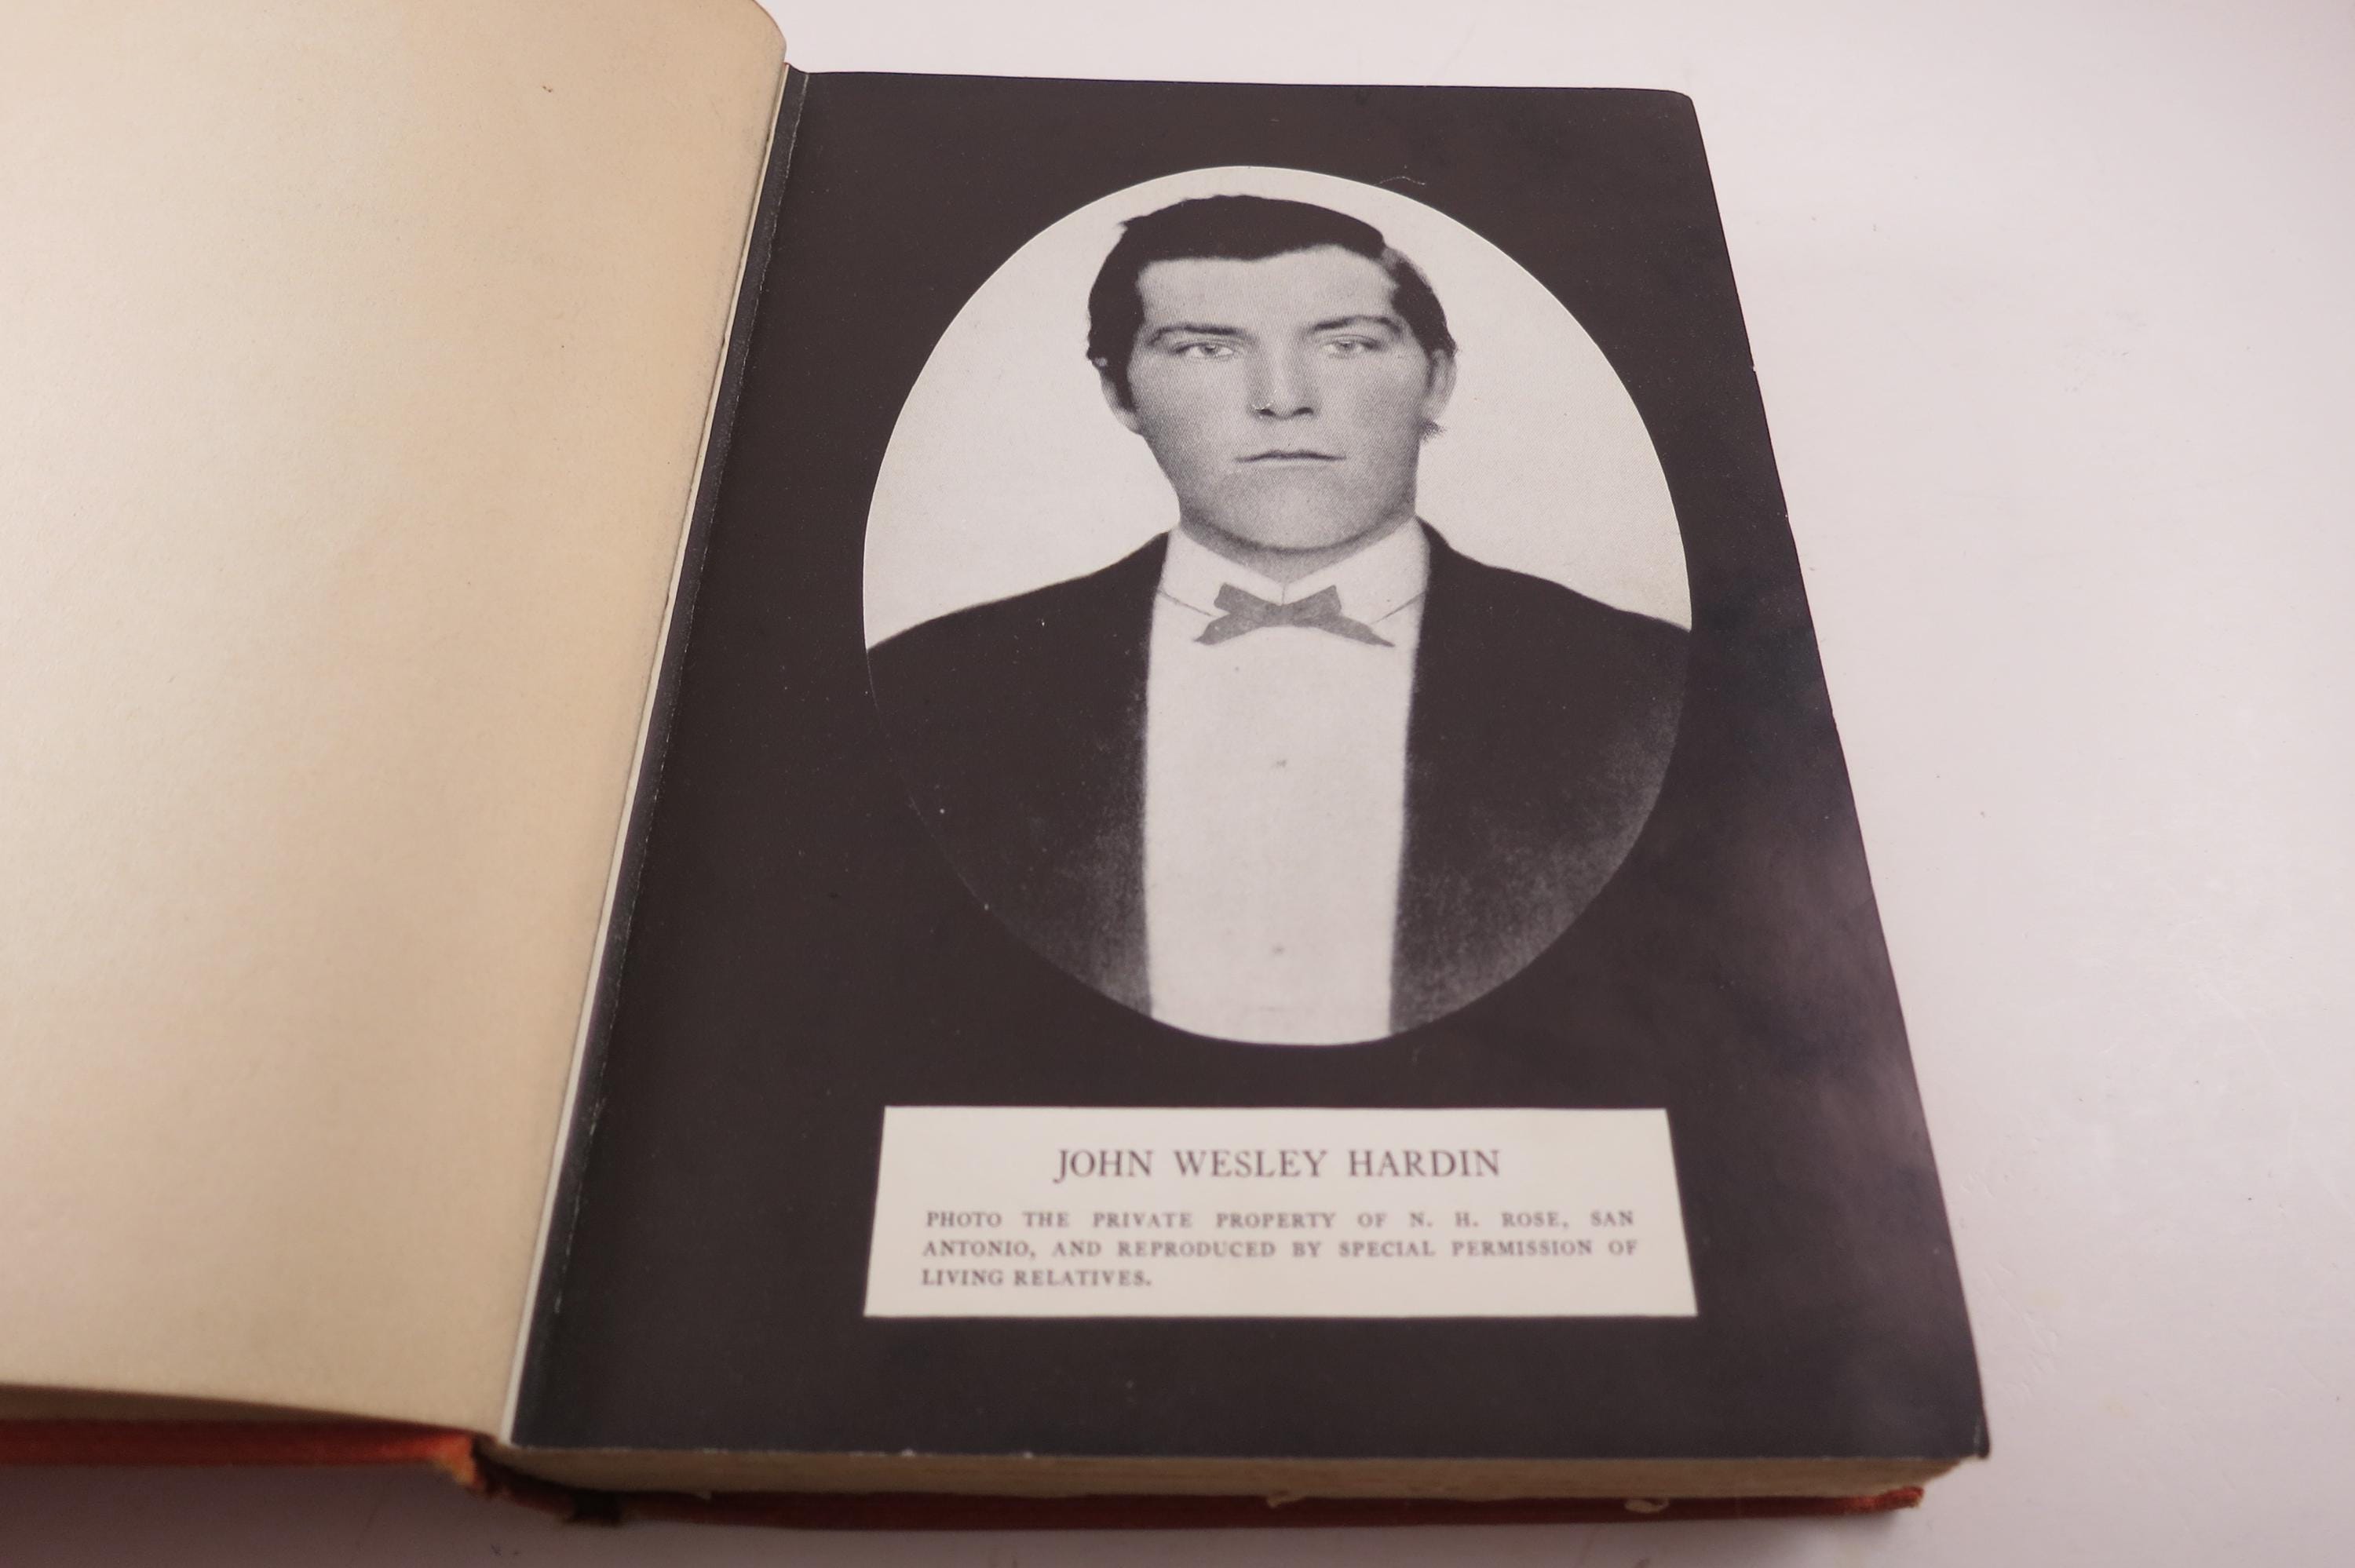 JOHN WESLEY HARDIN
PHOTO THE PRIVATE PROPERTY OF N. H. ROSE, SAN
ANTONIO, AND REPRODUCED BY SPECIAL PERMISSION OF
LIVING RELATIVES.